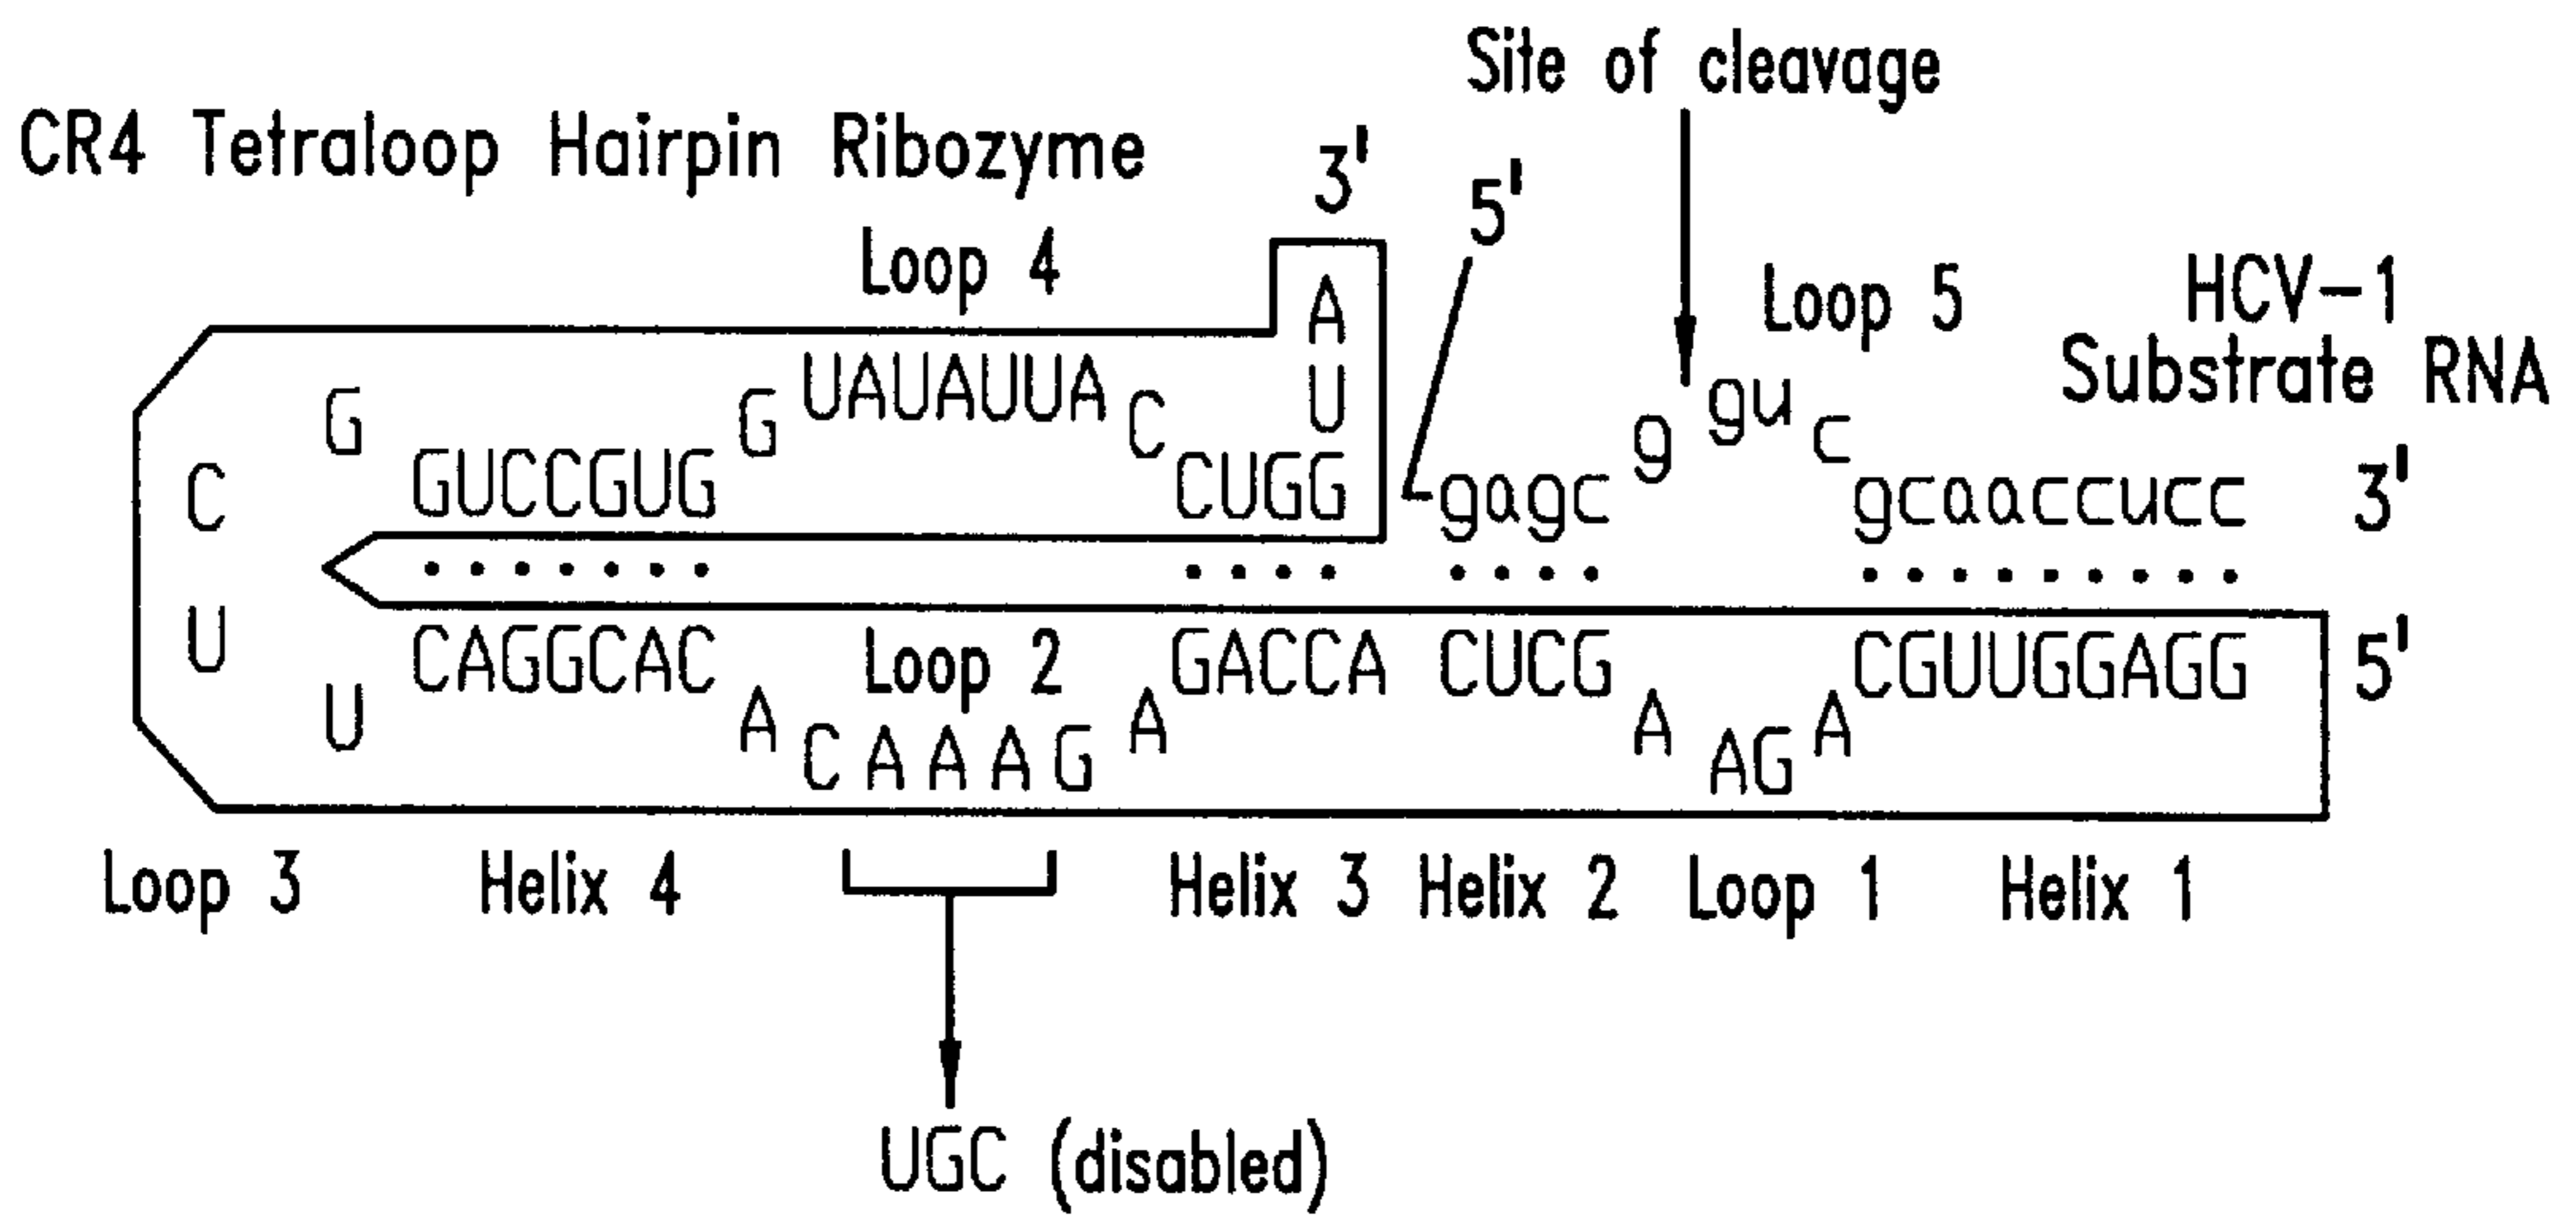 Site of cleavage
CR4 Tetraloop Hairpin Ribozyme
3'
5'
Loop 4
Loop 5
HCV-1
Substrate RNA
A
U
G
G
UAUAUUA
C
g
gu
c
C
GUCCGUG
CUGG
gagc
gcaaccucc
3'
U
CAGGCAC
Loop 2
GACCA
CUCG
CGUUGGAGG
5'
U
A
CAAAG
A
A
AG
A
Loop 3
Helix 4
Helix 3
Helix 2
Loop 1
Helix 1
UGC (disabled)